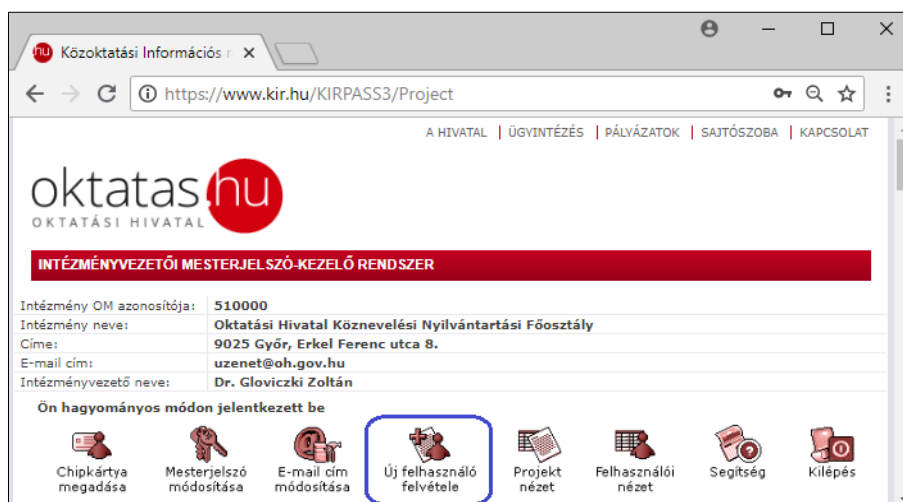 hu Közoktatási Információs r
https://www.kir.hu/KIRPASS3/Project
A HIVATAL | ÜGYINTÉZÉS | PÁLYÁZATOK | SAJTÓSZOBA | KAPCSOLAT
oktatas hu
OKTATÁSI HIVATAL
INTÉZMÉNYVEZETŐI MESTERJELSZÓ-KEZELŐ RENDSZER
Intézmény OM azonosítója: 510000
Intézmény neve: Oktatási Hivatal Köznevelési Nyilvántartási Főosztály
Címe: 9025 Győr, Erkel Ferenc utca 8.
E-mail cím: uzenet@oh.gov.hu
Intézményvezető neve: Dr. Gloviczki Zoltán
Ön hagyományos módon jelentkezett be
Chipkártya megadása
Mesterjelszó módosítása
E-mail cím módosítása
Új felhasználó felvétele
Projekt nézet
Felhasználói nézet
Segítség
Kilépés